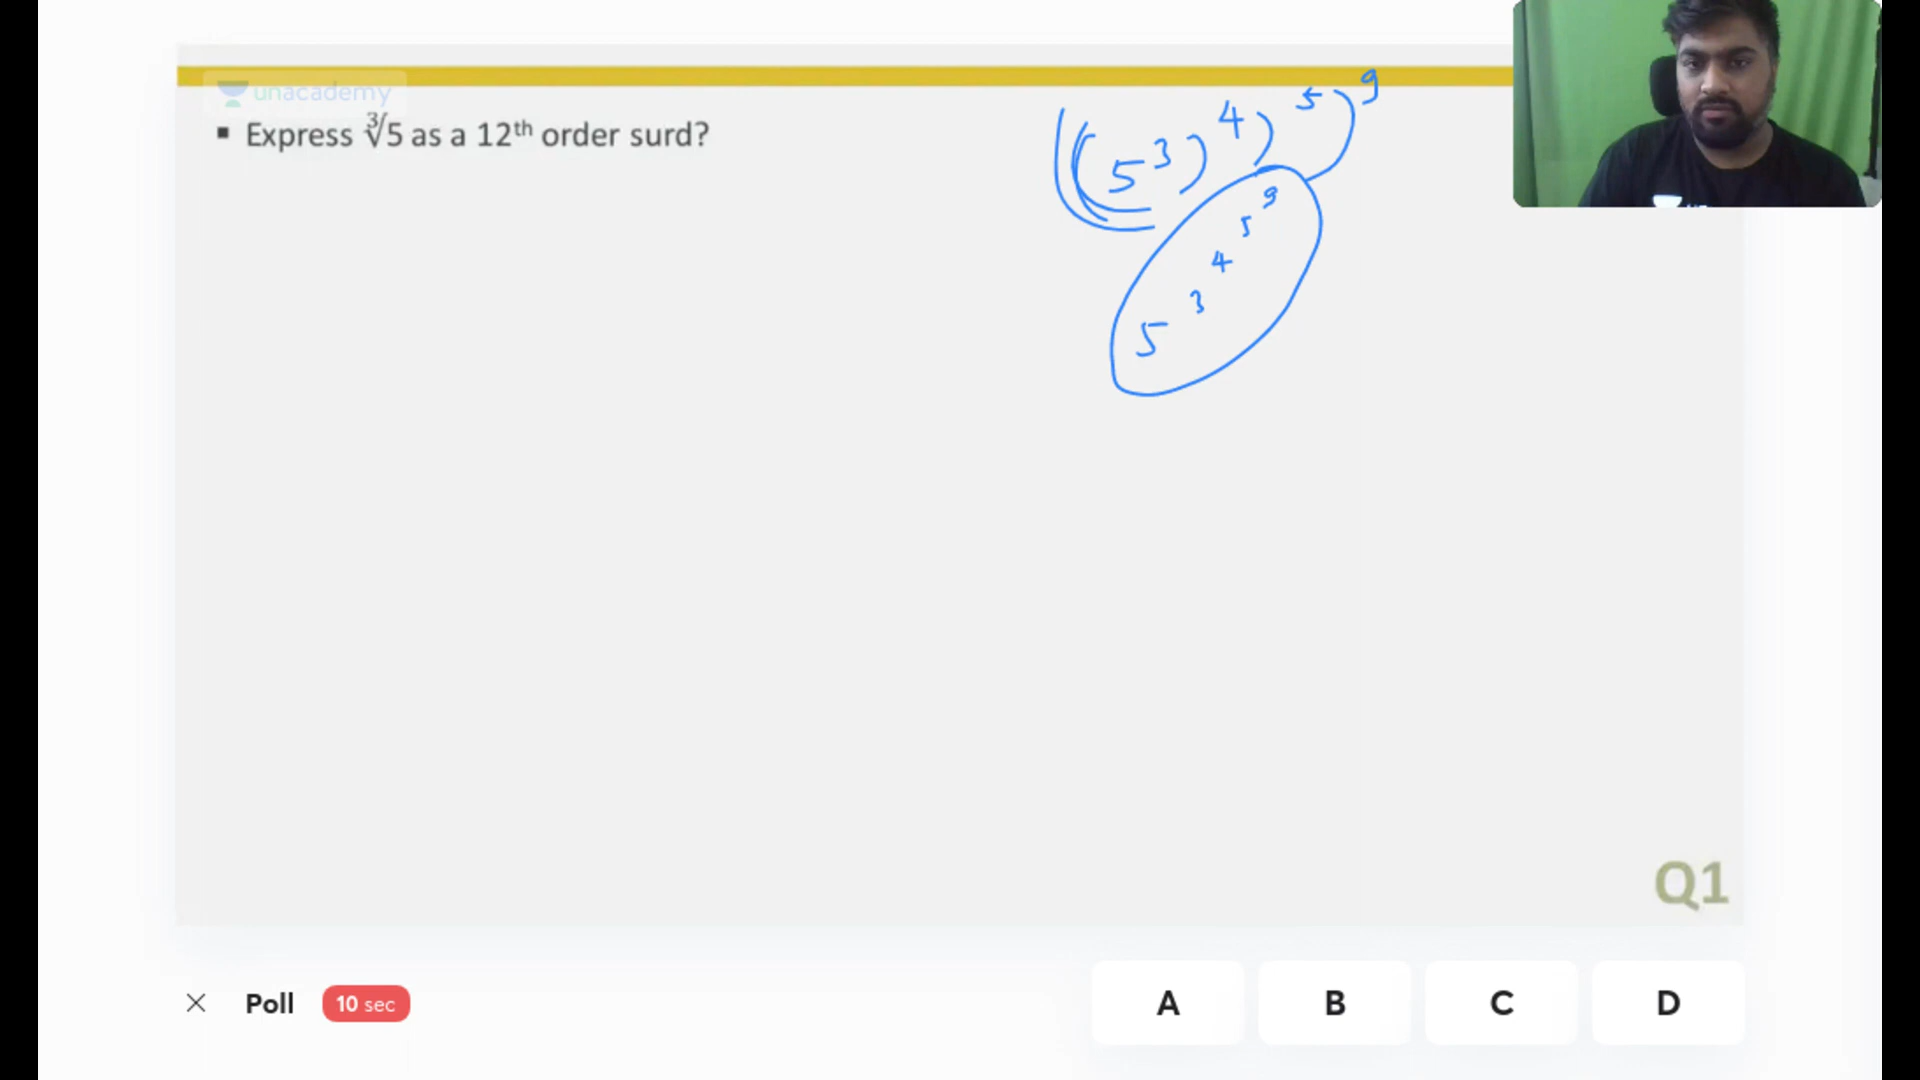 unacademy
▪ Express ∛5 as a 12ᵗʰ order surd?
(((5³)⁴)⁵)⁹
5 3 4 5 9
Q1
× Poll 10 sec A B C D